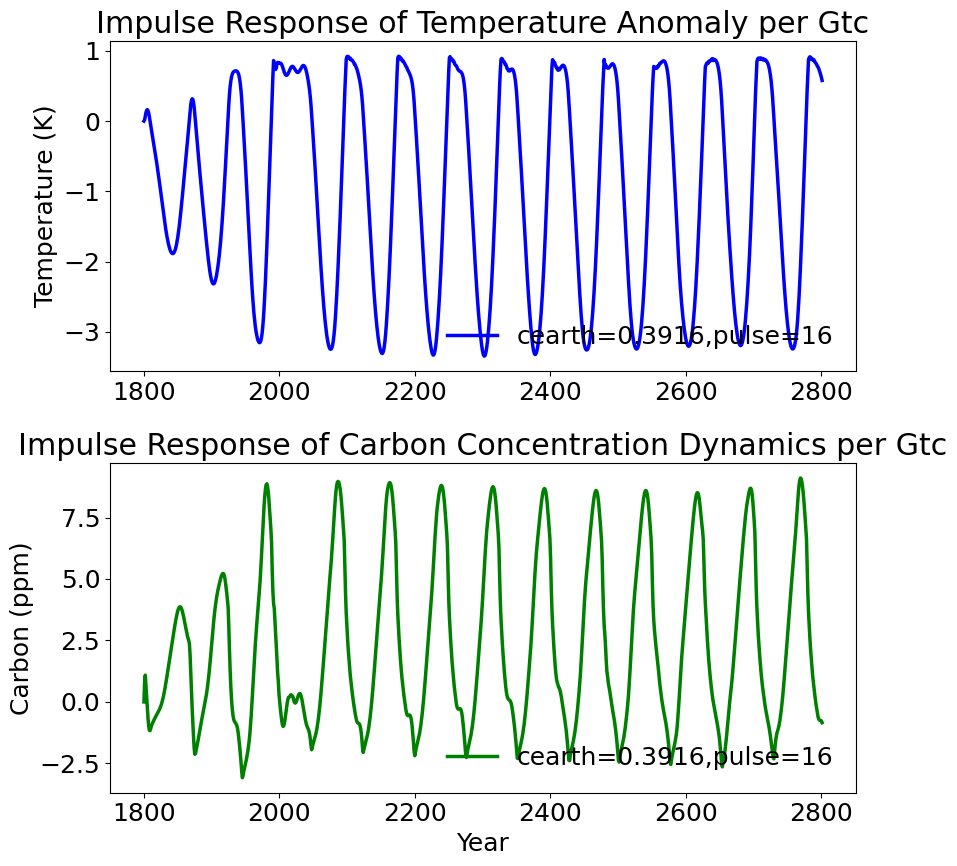 Impulse Response of Temperature Anomaly per Gtc
1
0
−1
−2
−3
Temperature (K)
cearth=0.3916,pulse=16
1800 2000 2200 2400 2600 2800
Impulse Response of Carbon Concentration Dynamics per Gtc
7.5
5.0
2.5
0.0
−2.5
Carbon (ppm)
cearth=0.3916,pulse=16
1800 2000 2200 2400 2600 2800
Year